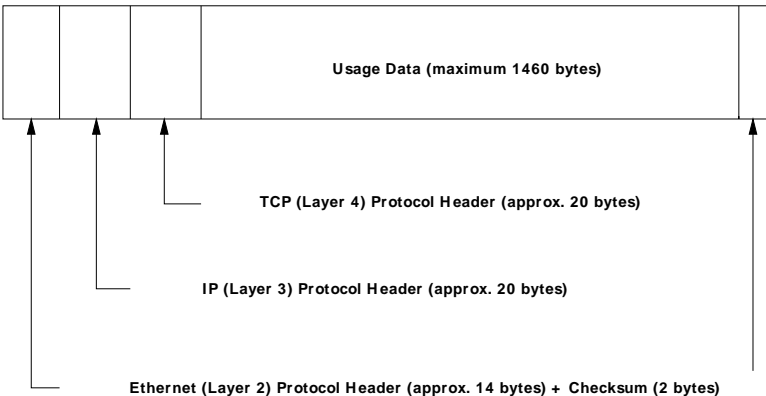 Usage Data (maximum 1460 bytes)
TCP (Layer 4) Protocol Header (approx. 20 bytes)
IP (Layer 3) Protocol Header (approx. 20 bytes)
Ethernet (Layer 2) Protocol Header (approx. 14 bytes) + Checksum (2 bytes)